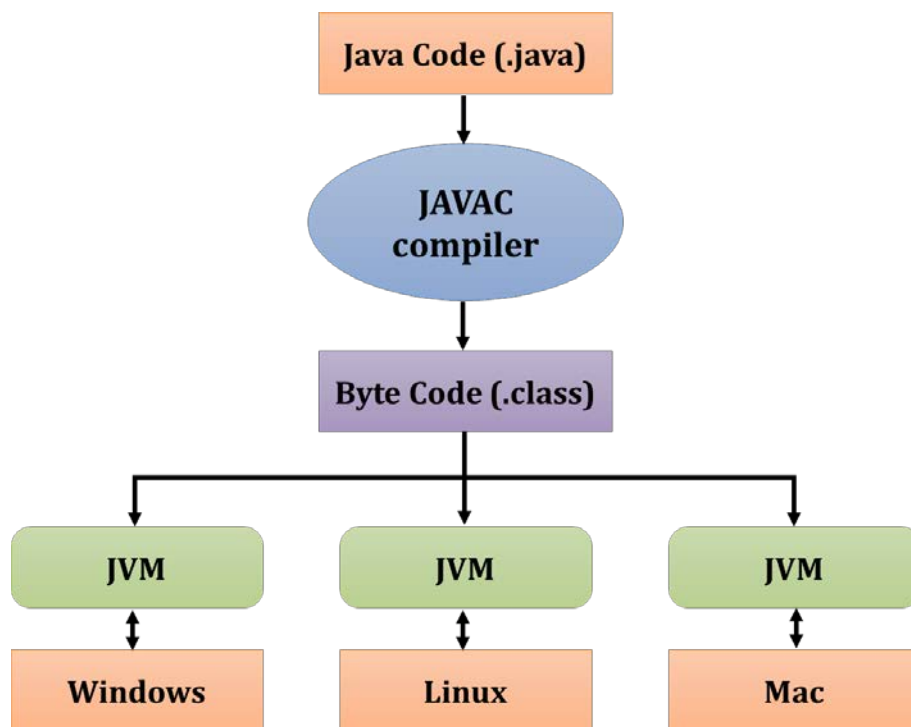 Java Code (.java)
JAVAC
compiler
Byte Code (.class)
JVM
JVM
JVM
Windows
Linux
Mac